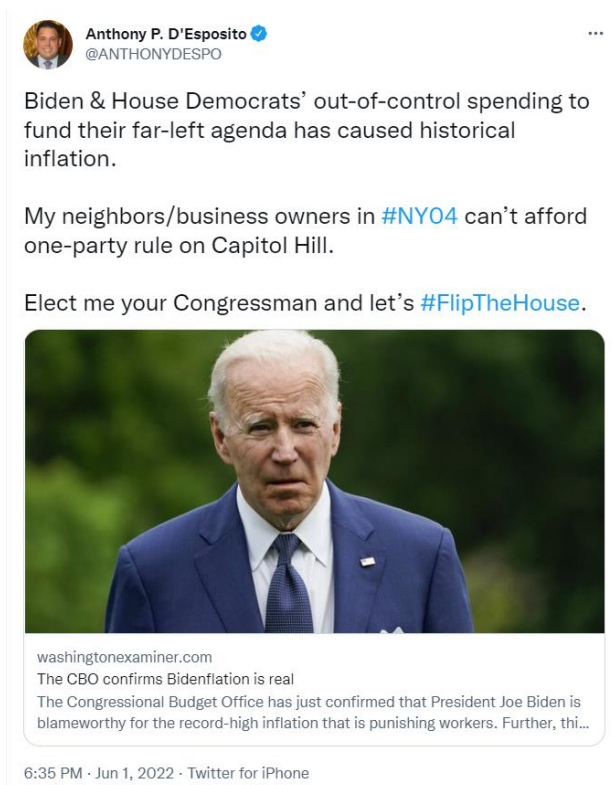 Anthony P. D'Esposito
@ANTHONYDESPO
Biden & House Democrats’ out-of-control spending to
fund their far-left agenda has caused historical
inflation.
My neighbors/business owners in #NY04 can’t afford
one-party rule on Capitol Hill.
Elect me your Congressman and let’s #FlipTheHouse.
washingtonexaminer.com
The CBO confirms Bidenflation is real
The Congressional Budget Office has just confirmed that President Joe Biden is
blameworthy for the record-high inflation that is punishing workers. Further, thi...
6:35 PM · Jun 1, 2022 · Twitter for iPhone